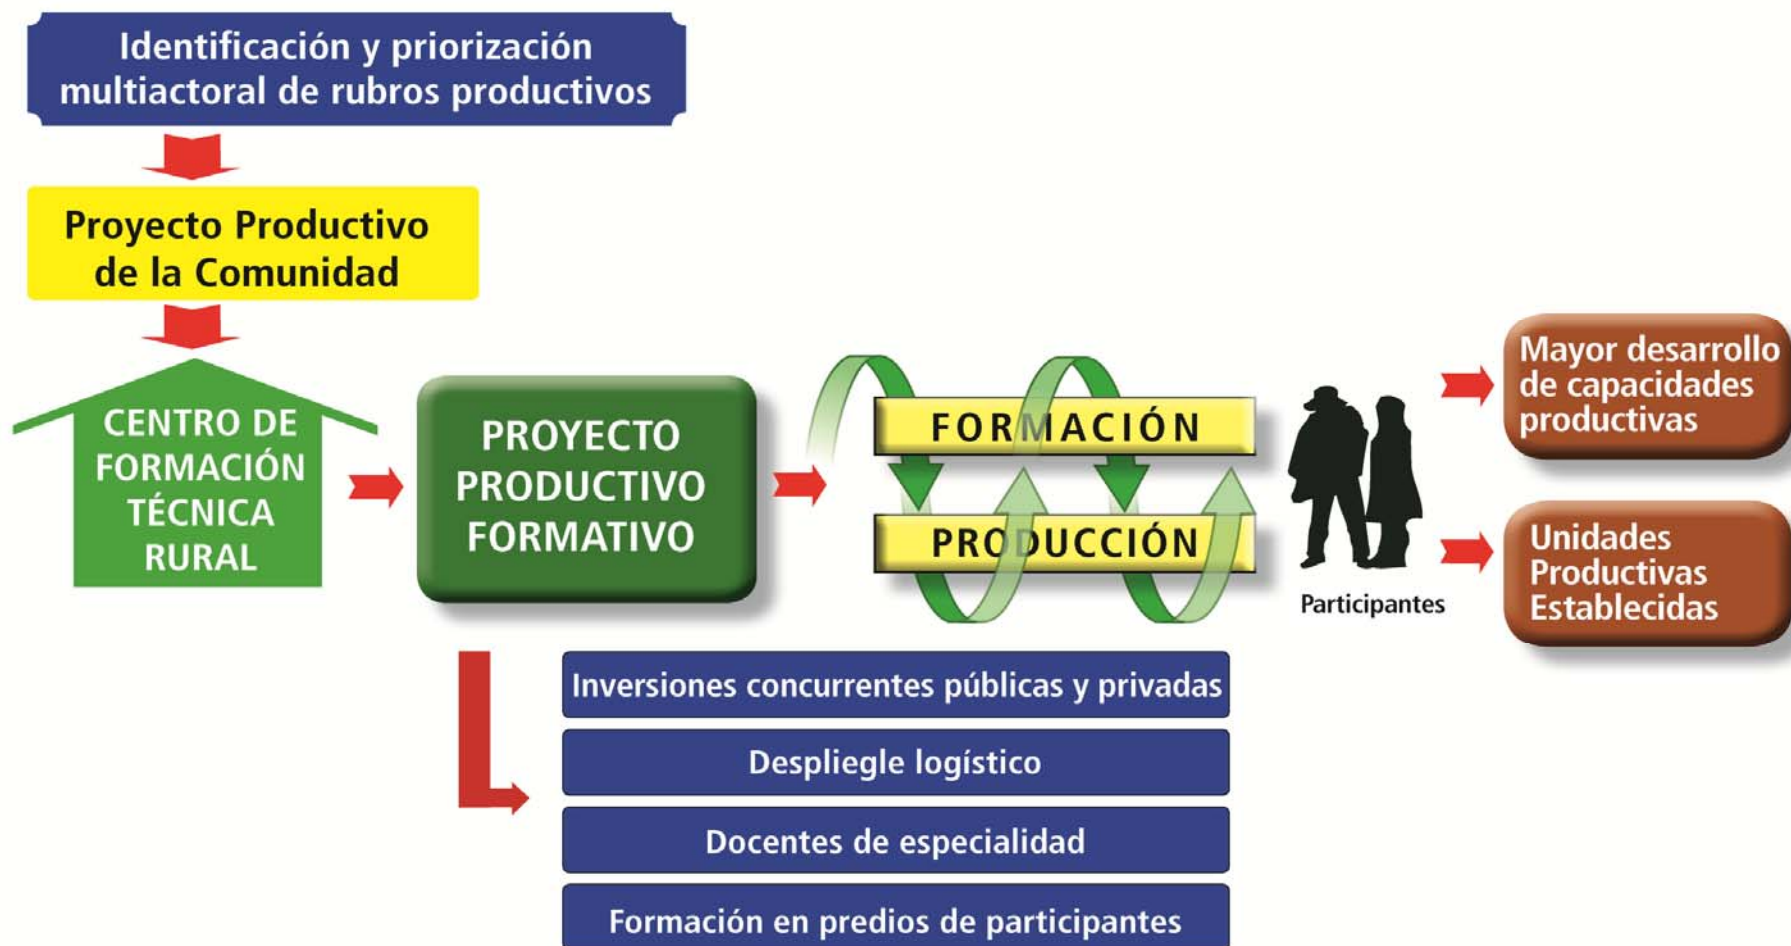 Identificación y priorización
multiactoral de rubros productivos
Proyecto Productivo
de la Comunidad
CENTRO DE
FORMACIÓN
TÉCNICA
RURAL
PROYECTO
PRODUCTIVO
FORMATIVO
FORMACIÓN
PRODUCCIÓN
Participantes
Mayor desarrollo
de capacidades
productivas
Unidades
Productivas
Establecidas
Inversiones concurrentes públicas y privadas
Despliegle logístico
Docentes de especialidad
Formación en predios de participantes